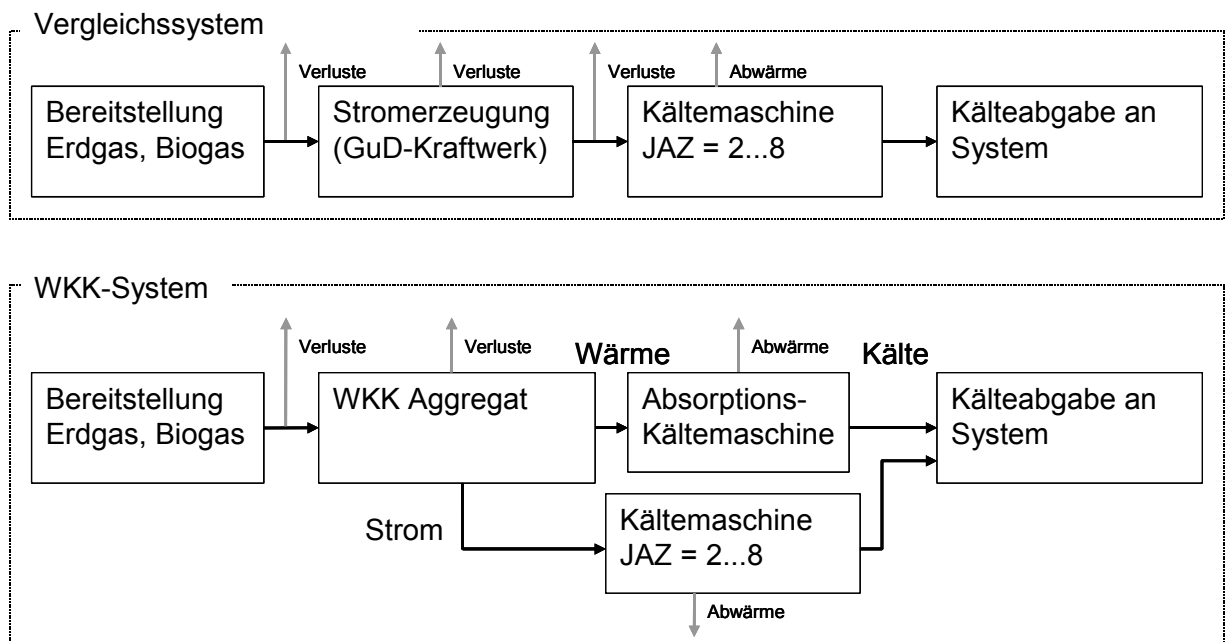 Vergleichssystem
Verluste
Verluste
Verluste
Abwärme
Bereitstellung
Erdgas, Biogas
Stromerzeugung
(GuD-Kraftwerk)
Kältemaschine
JAZ = 2...8
Kälteabgabe an
System
WKK-System
Verluste
Verluste
Wärme
Abwärme
Kälte
Bereitstellung
Erdgas, Biogas
WKK Aggregat
Absorptions-
Kältemaschine
Kälteabgabe an
System
Strom
Kältemaschine
JAZ = 2...8
Abwärme